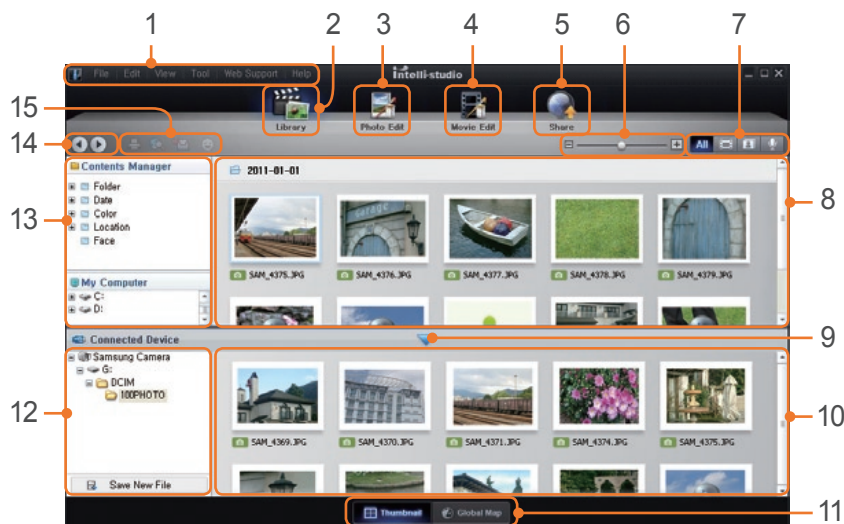 1 2 3 4 5 6 7
File Edit View Tool Web Support Help
intelli-studio
Library Photo Edit Movie Edit Share
15
14
All
Contents Manager
2011-01-01
Folder
Date
Color
Location
Face
13
8
Garage
SAM_4375.JPG SAM_4376.JPG SAM_4377.JPG SAM_4378.JPG SAM_4379.JPG
My Computer
C:
D:
Connected Device
9
Samsung Camera
G:
DCIM
100PHOTO
12
10
SAM_4369.JPG SAM_4370.JPG SAM_4371.JPG SAM_4374.JPG SAM_4375.JPG
Save New File
Thumbnail Global Map
11